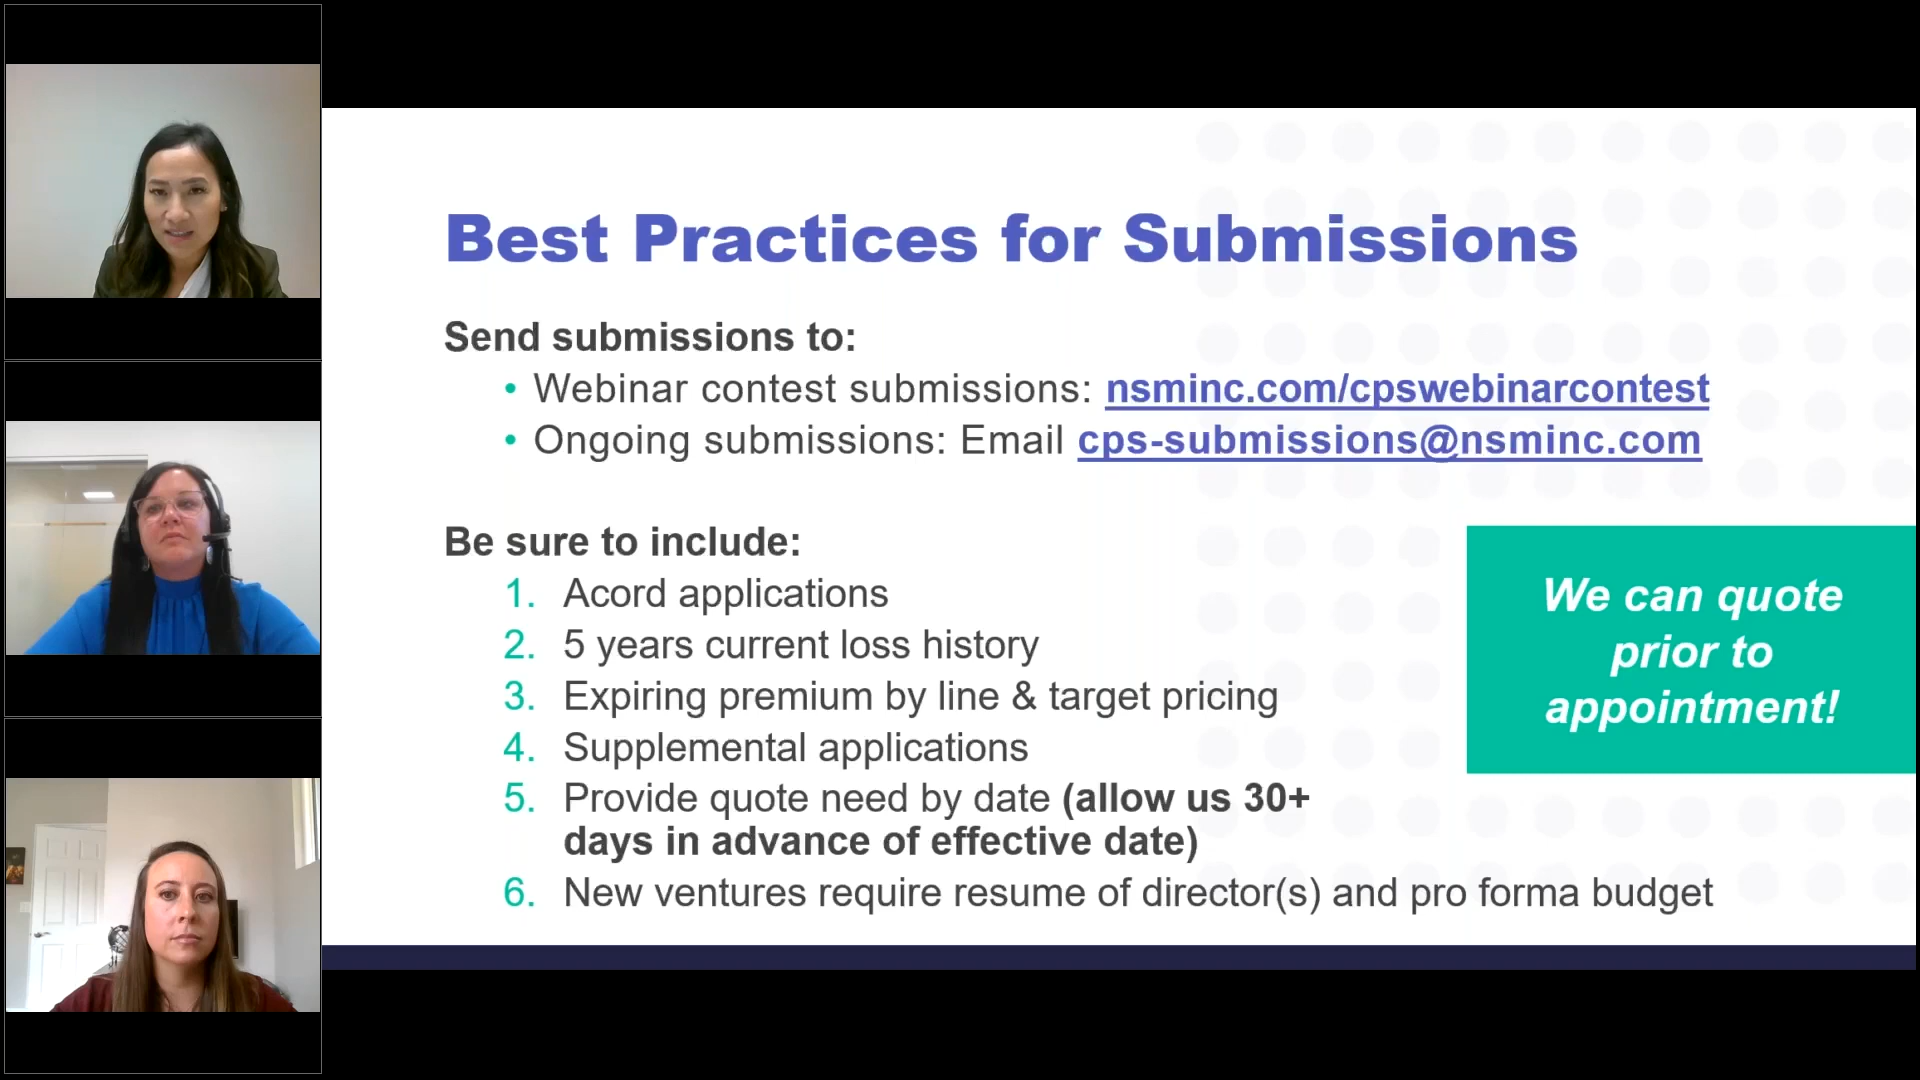 Best Practices for Submissions
Send submissions to:
• Webinar contest submissions: nsminc.com/cpswebinarcontest
• Ongoing submissions: Email cps-submissions@nsminc.com
Be sure to include:
1. Acord applications
2. 5 years current loss history
3. Expiring premium by line & target pricing
4. Supplemental applications
5. Provide quote need by date (allow us 30+
days in advance of effective date)
6. New ventures require resume of director(s) and pro forma budget
We can quote
prior to
appointment!